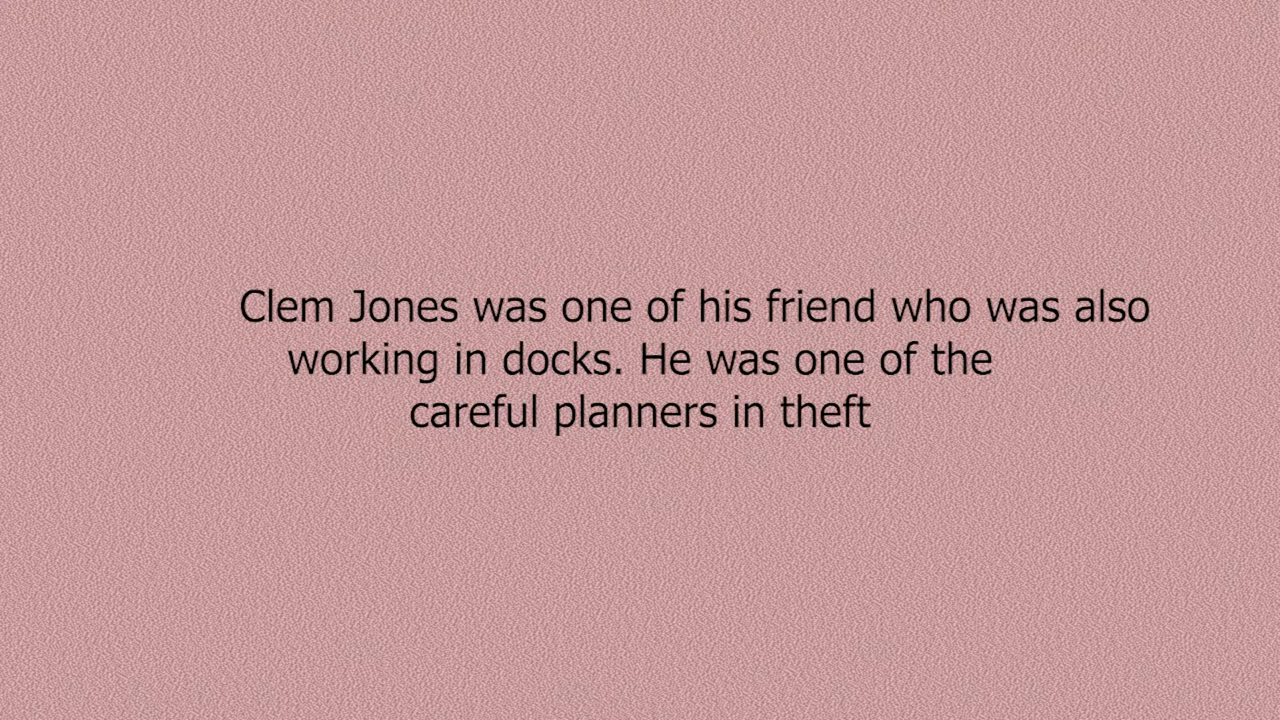 Clem Jones was one of his friend who was also
working in docks. He was one of the
careful planners in theft